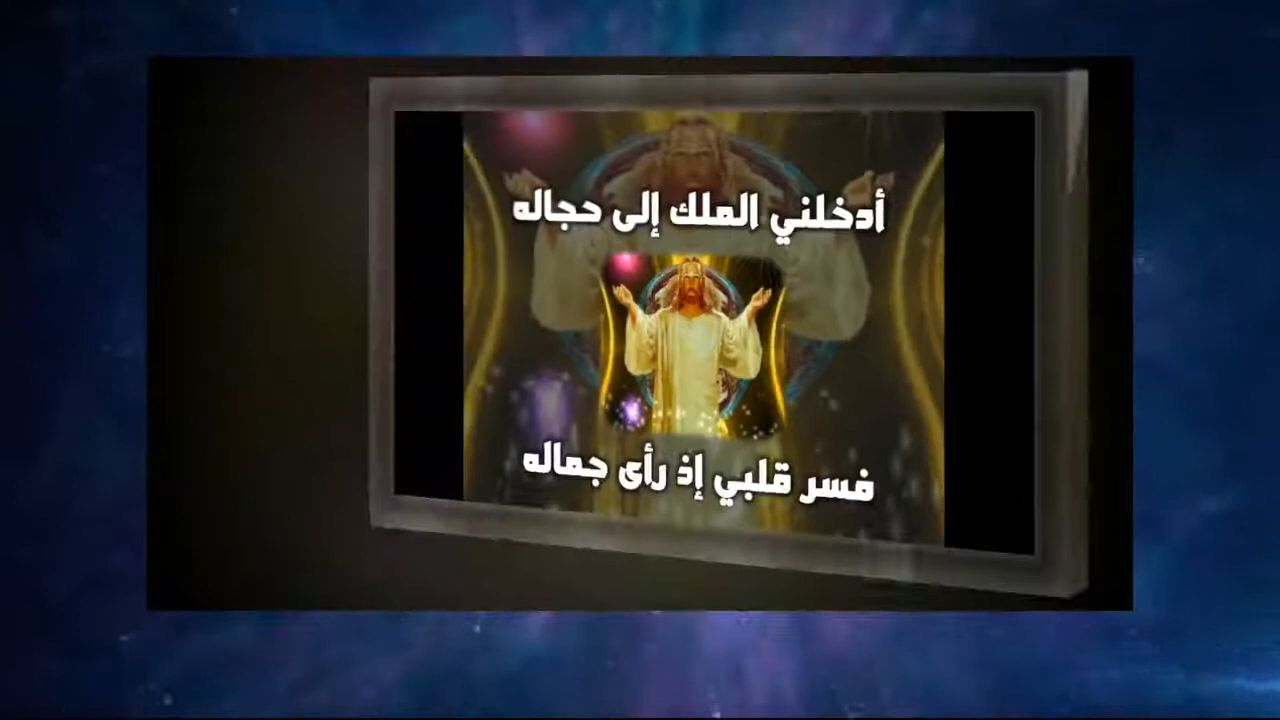 أدخلني الملك إلى حجاله
فسر قلبي إذ رأى جماله